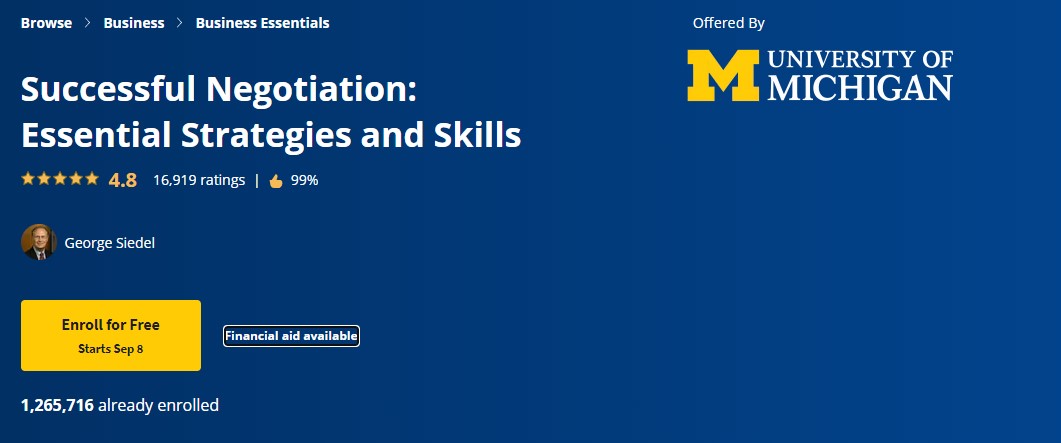 Browse > Business > Business Essentials
Offered By
M UNIVERSITY OF
MICHIGAN
Successful Negotiation:
Essential Strategies and Skills
4.8 16,919 ratings | 99%
George Siedel
Enroll for Free
Starts Sep 8
Financial aid available
1,265,716 already enrolled